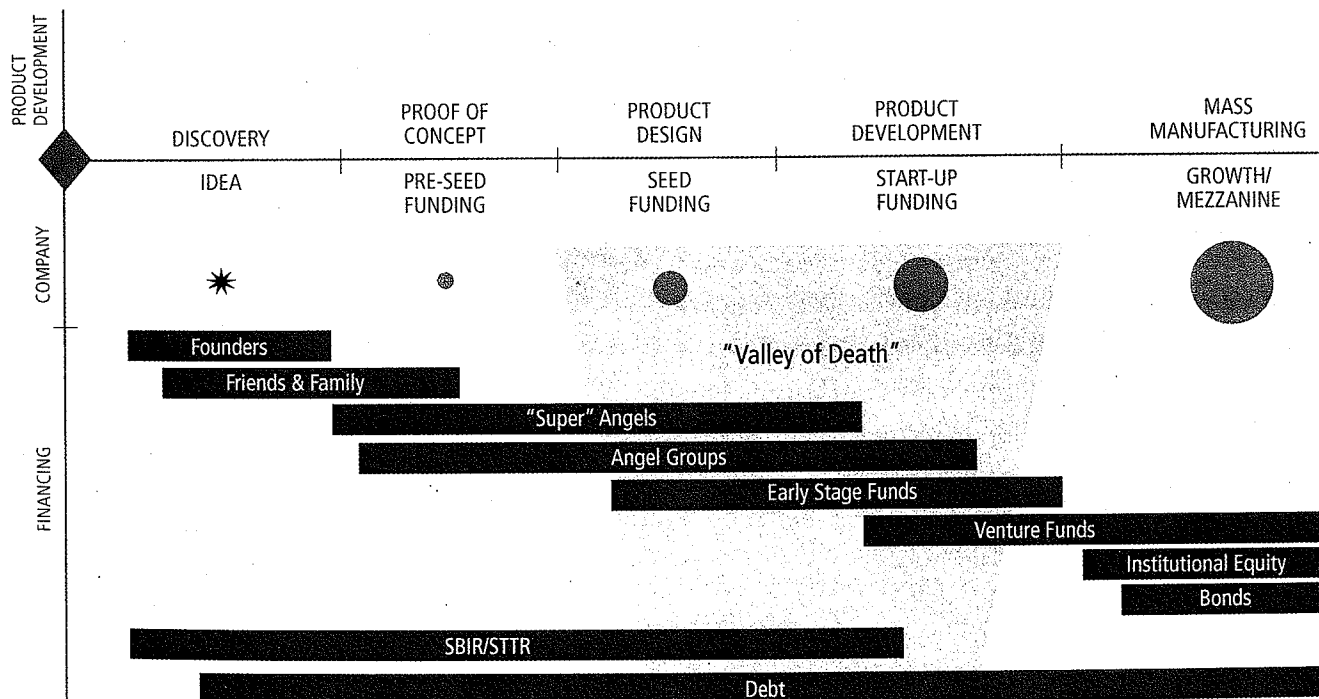 PRODUCT
DEVELOPMENT
DISCOVERY
PROOF OF
CONCEPT
PRODUCT
DESIGN
PRODUCT
DEVELOPMENT
MASS
MANUFACTURING
IDEA
PRE-SEED
FUNDING
SEED
FUNDING
START-UP
FUNDING
GROWTH/
MEZZANINE
COMPANY
"Valley of Death"
FINANCING
Founders
Friends & Family
"Super" Angels
Angel Groups
Early Stage Funds
Venture Funds
Institutional Equity
Bonds
SBIR/STTR
Debt